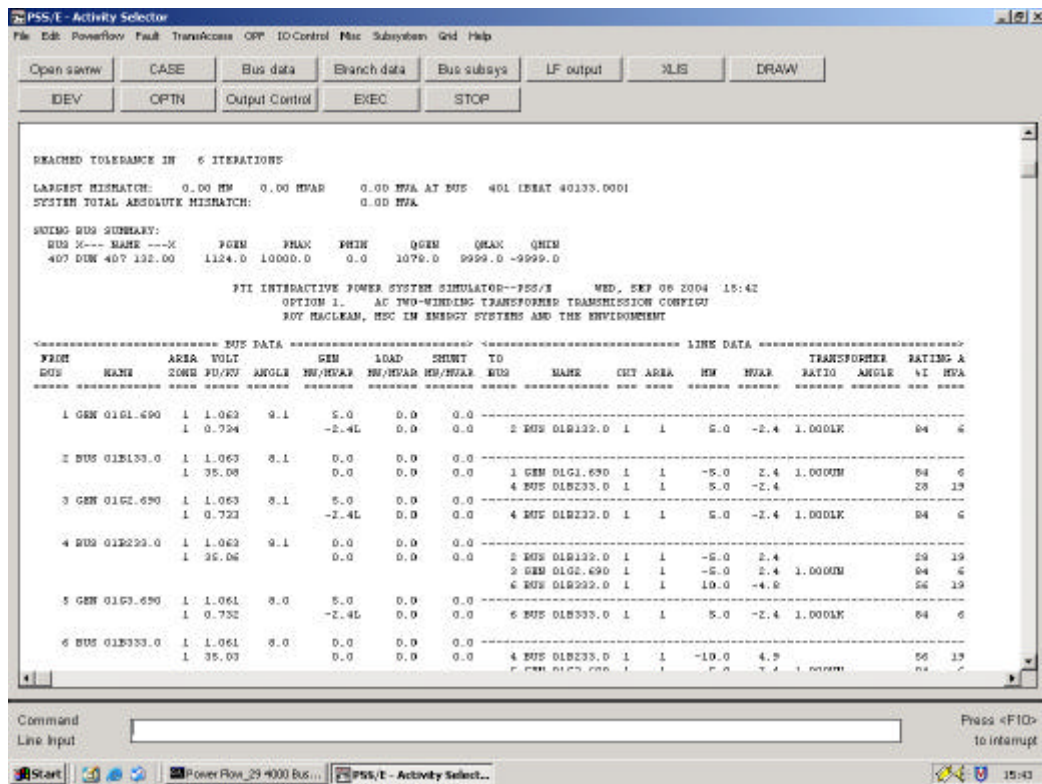 PSS/E - Activity Selector
File Edit Powerflow Fault TransAccess OPF IO Control Misc Subsystem Grid Help
Open savnw CASE Bus data Branch data Bus subsys LF output XLIS DRAW
IDEV OPTN Output Control EXEC STOP
REACHED TOLERANCE IN 6 ITERATIONS
LARGEST MISMATCH: 0.00 MW 0.00 MVAR 0.00 MVA AT BUS 401 [BEAT 40133.000]
SYSTEM TOTAL ABSOLUTE MISMATCH: 0.00 MVA
SWING BUS SUMMARY:
BUS X--- NAME ---X PGEN PMAX PMIN QGEN QMAX QMIN
407 DUN 407 132.00 1124.0 10000.0 0.0 1078.0 9999.0 -9999.0
PTI INTERACTIVE POWER SYSTEM SIMULATOR--PSS/E WED, SEP 08 2004 15:42
OPTION 1. AC TWO-WINDING TRANSFORMER TRANSMISSION CONFIGU
ROY MACLEAN, MSC IN ENERGY SYSTEMS AND THE ENVIRONMENT
BUS DATA LINE DATA
FROM AREA VOLT GEN LOAD SHUNT TO TRANSFORMER RATING A
BUS NAME ZONE PU/KV ANGLE MW/MVAR MW/MVAR MW/MVAR BUS NAME CKT AREA MW MVAR RATIO ANGLE %I MVA
1 GEN 01G1.690 1 1.063 5.0 0.0 0.0
1 0.734 -2.4L 0.0 0.0 2 BUS 01B133.0 1 1 5.0 -2.4 1.000LK 84 6
2 BUS 01B133.0 1 1.063 8.1 0.0 0.0 0.0
1 35.08 0.0 0.0 0.0 1 GEN 01G1.690 1 1 -5.0 2.4 1.000UN 84 6
4 BUS 01B233.0 1 1 5.0 -2.4 28 19
3 GEN 01G2.690 1 1.063 8.1 5.0 0.0 0.0
1 0.733 -2.4L 0.0 0.0 4 BUS 01B233.0 1 1 5.0 -2.4 1.000LK 84 6
4 BUS 01B233.0 1 1.063 0.0 0.0 0.0
1 35.06 0.0 0.0 0.0 2 BUS 01B133.0 1 1 -5.0 2.4 28 19
3 GEN 01G2.690 1 1 -5.0 2.4 1.000UN 84 6
6 BUS 01B333.0 1 1 10.0 -4.8 56 19
5 GEN 01G3.690 1 1.061 8.0 5.0 0.0 0.0
1 0.732 -2.4L 0.0 0.0 6 BUS 01B333.0 1 1 5.0 -2.4 1.000LK 84 6
6 BUS 01B333.0 1 1.061 8.0 0.0 0.0 0.0
1 35.03 0.0 0.0 0.0 4 BUS 01B233.0 1 1 -10.0 4.9 56 19
Command
Line Input
Press <F10>
to interrupt
Start Power Flow_29 4000 Bus... PSS/E - Activity Select... 15:43